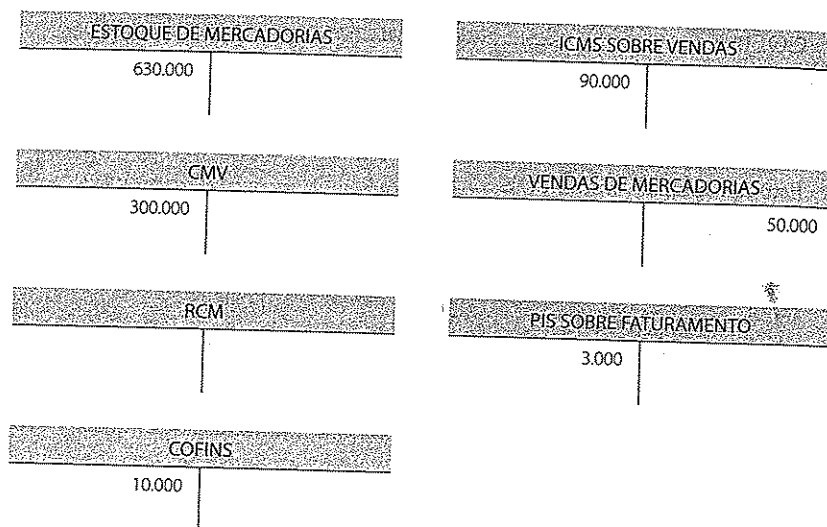 ESTOQUE DE MERCADORIAS
630.000
ICMS SOBRE VENDAS
90.000
CMV
300.000
VENDAS DE MERCADORIAS
50.000
RCM
PIS SOBRE FATURAMENTO
3.000
COFINS
10.000